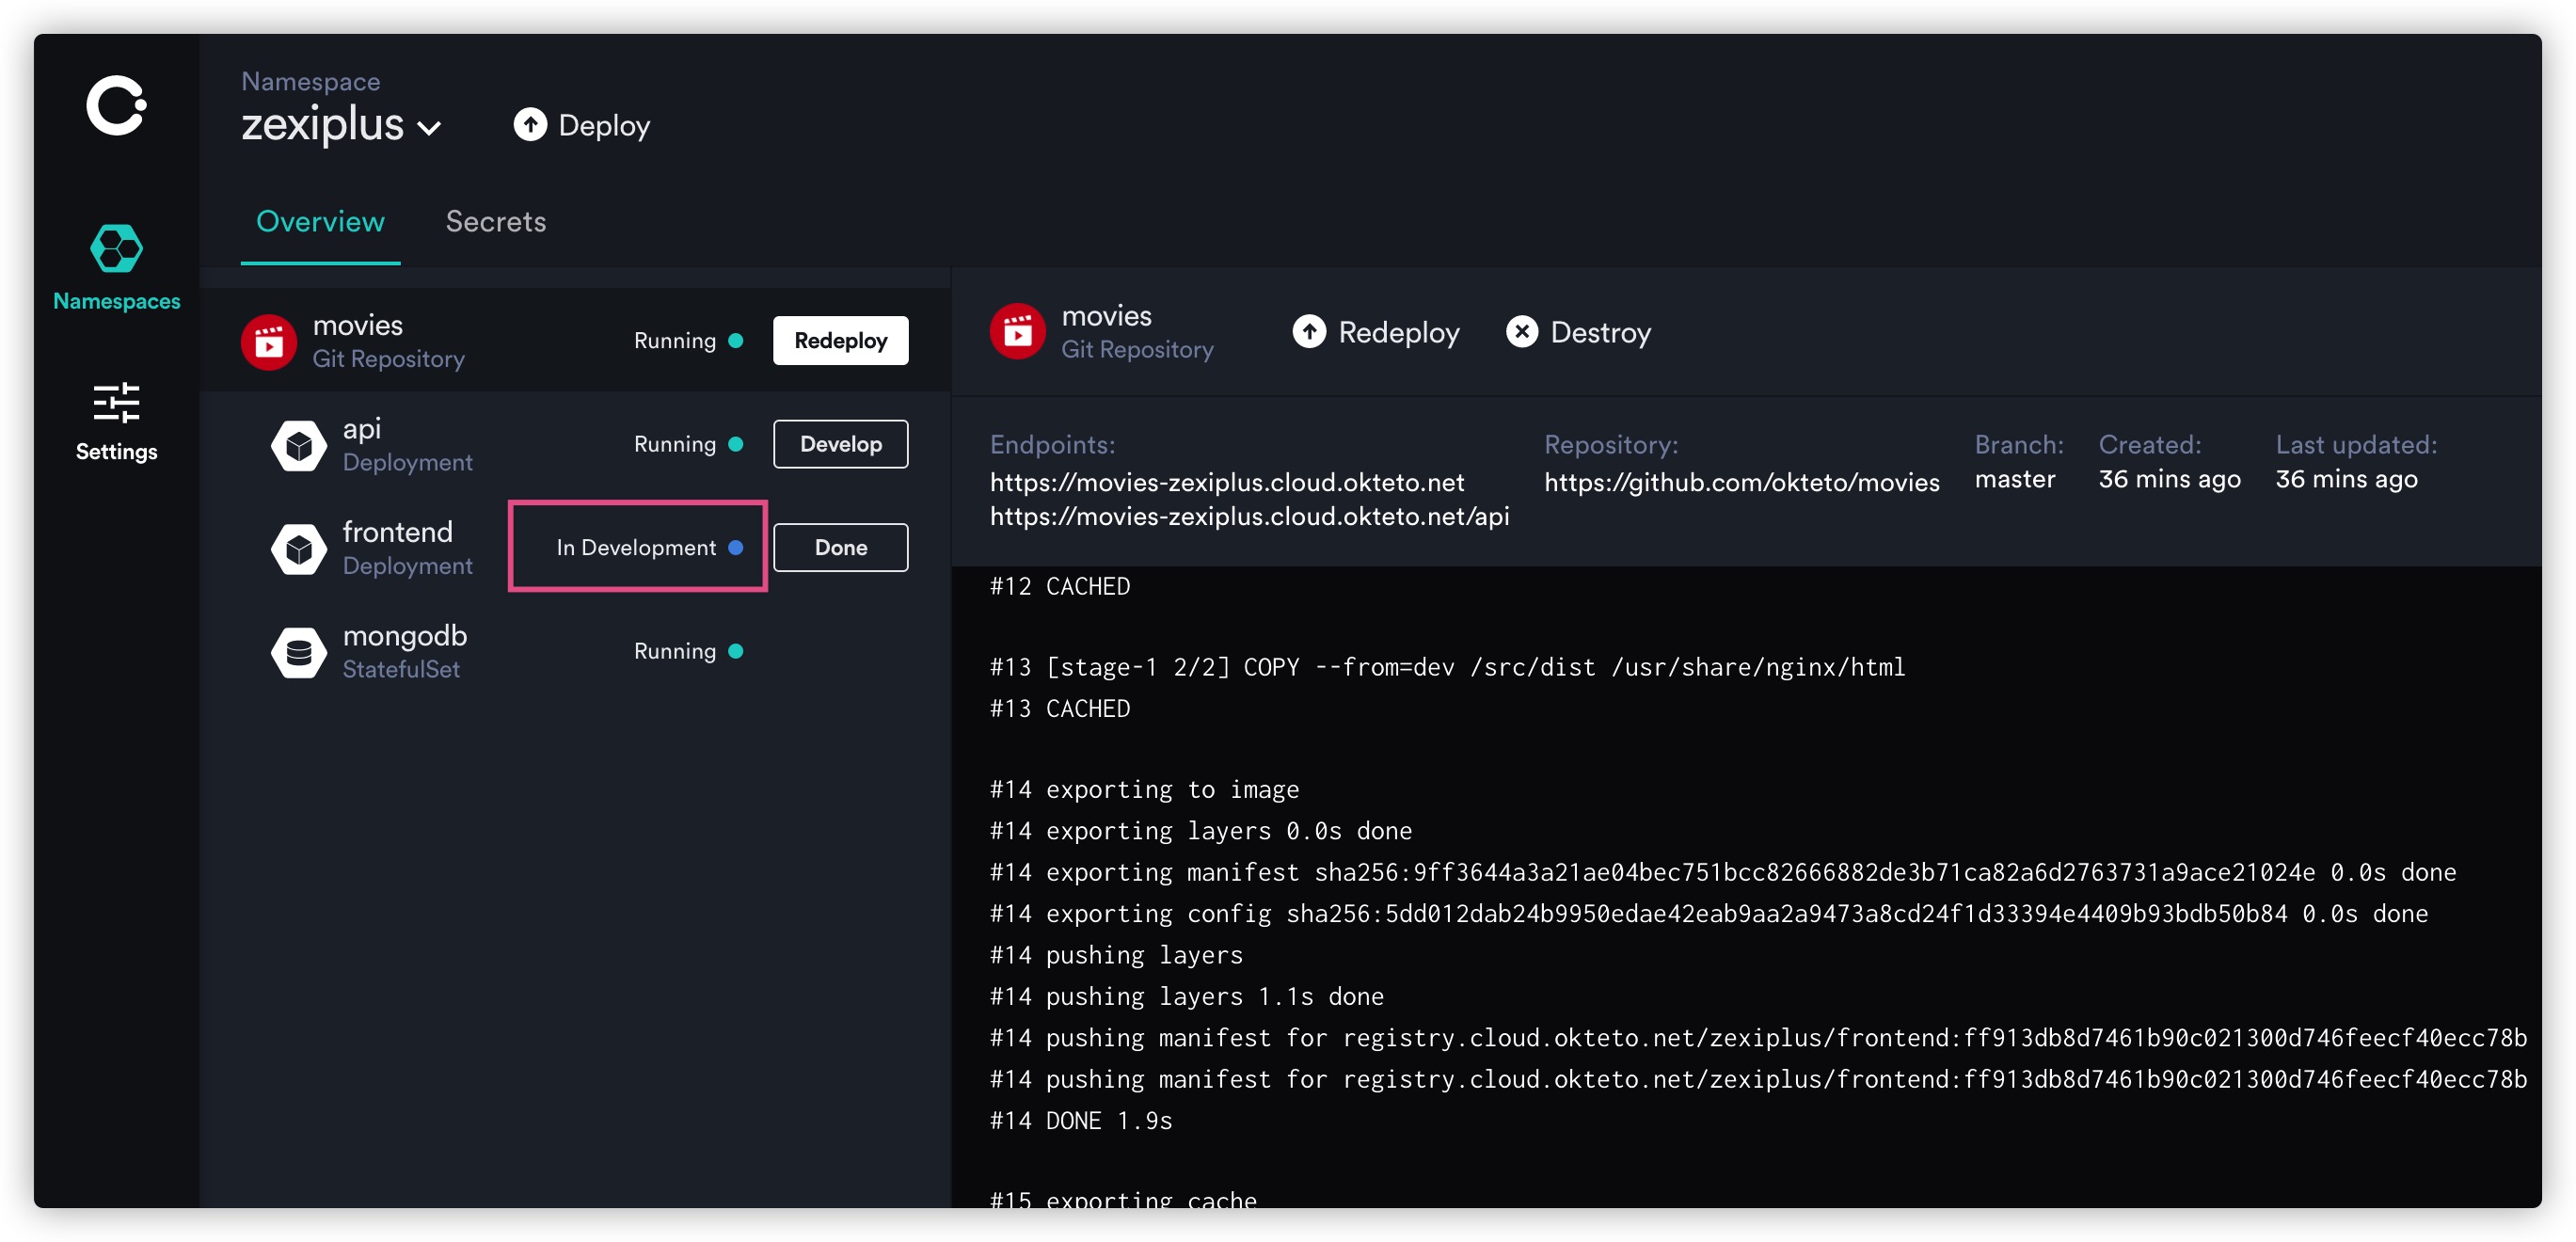 Namespace
zexiplus
Deploy
Overview
Secrets
Namespaces
Settings
movies
Git Repository
Running
Redeploy
api
Deployment
Running
Develop
frontend
Deployment
In Development
Done
mongodb
StatefulSet
Running
movies
Git Repository
Redeploy
Destroy
Endpoints:
https://movies-zexiplus.cloud.okteto.net
https://movies-zexiplus.cloud.okteto.net/api
Repository:
https://github.com/okteto/movies
Branch:
master
Created:
36 mins ago
Last updated:
36 mins ago
#12 CACHED
#13 [stage-1 2/2] COPY --from=dev /src/dist /usr/share/nginx/html
#13 CACHED
#14 exporting to image
#14 exporting layers 0.0s done
#14 exporting manifest sha256:9ff3644a3a21ae04bec751bcc82666882de3b71ca82a6d2763731a9ace21024e 0.0s done
#14 exporting config sha256:5dd012dab24b9950edae42eab9aa2a9473a8cd24f1d33394e4409b93bdb50b84 0.0s done
#14 pushing layers
#14 pushing layers 1.1s done
#14 pushing manifest for registry.cloud.okteto.net/zexiplus/frontend:ff913db8d7461b90c021300d746feecf40ecc78b
#14 pushing manifest for registry.cloud.okteto.net/zexiplus/frontend:ff913db8d7461b90c021300d746feecf40ecc78b
#14 DONE 1.9s
#15 exporting cache